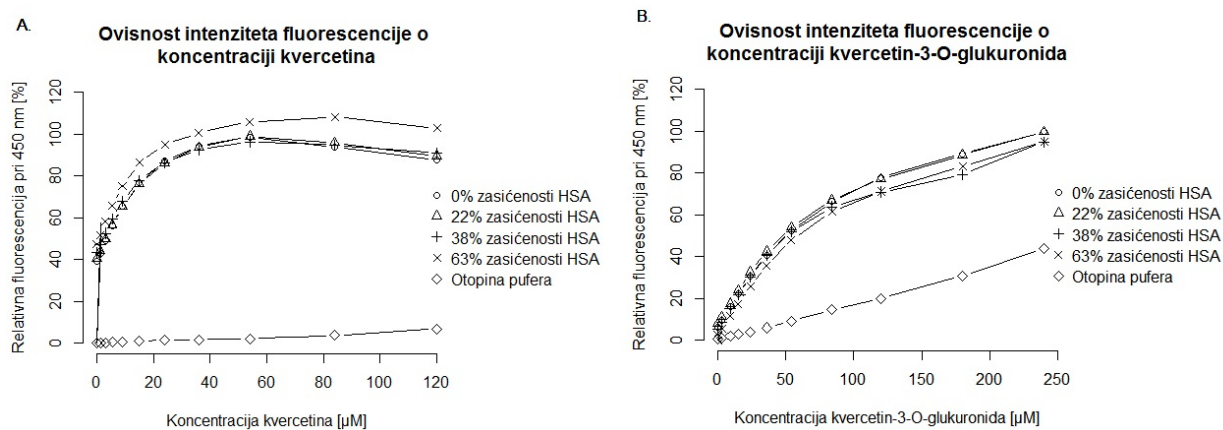 A.
Ovisnost intenziteta fluorescencije o
koncentraciji kvercetina
Relativna fluorescencija pri 450 nm [%]
120
100
80
60
40
20
0
0% zasićenosti HSA
22% zasićenosti HSA
38% zasićenosti HSA
63% zasićenosti HSA
Otopina pufera
0 20 40 60 80 100 120
Koncentracija kvercetina [µM]
B.
Ovisnost intenziteta fluorescencije o
koncentraciji kvercetin-3-O-glukuronida
Relativna fluorescencija pri 450 nm [%]
120
100
80
60
40
20
0
0% zasićenosti HSA
22% zasićenosti HSA
38% zasićenosti HSA
63% zasićenosti HSA
Otopina pufera
0 50 100 150 200 250
Koncentracija kvercetin-3-O-glukuronida [µM]